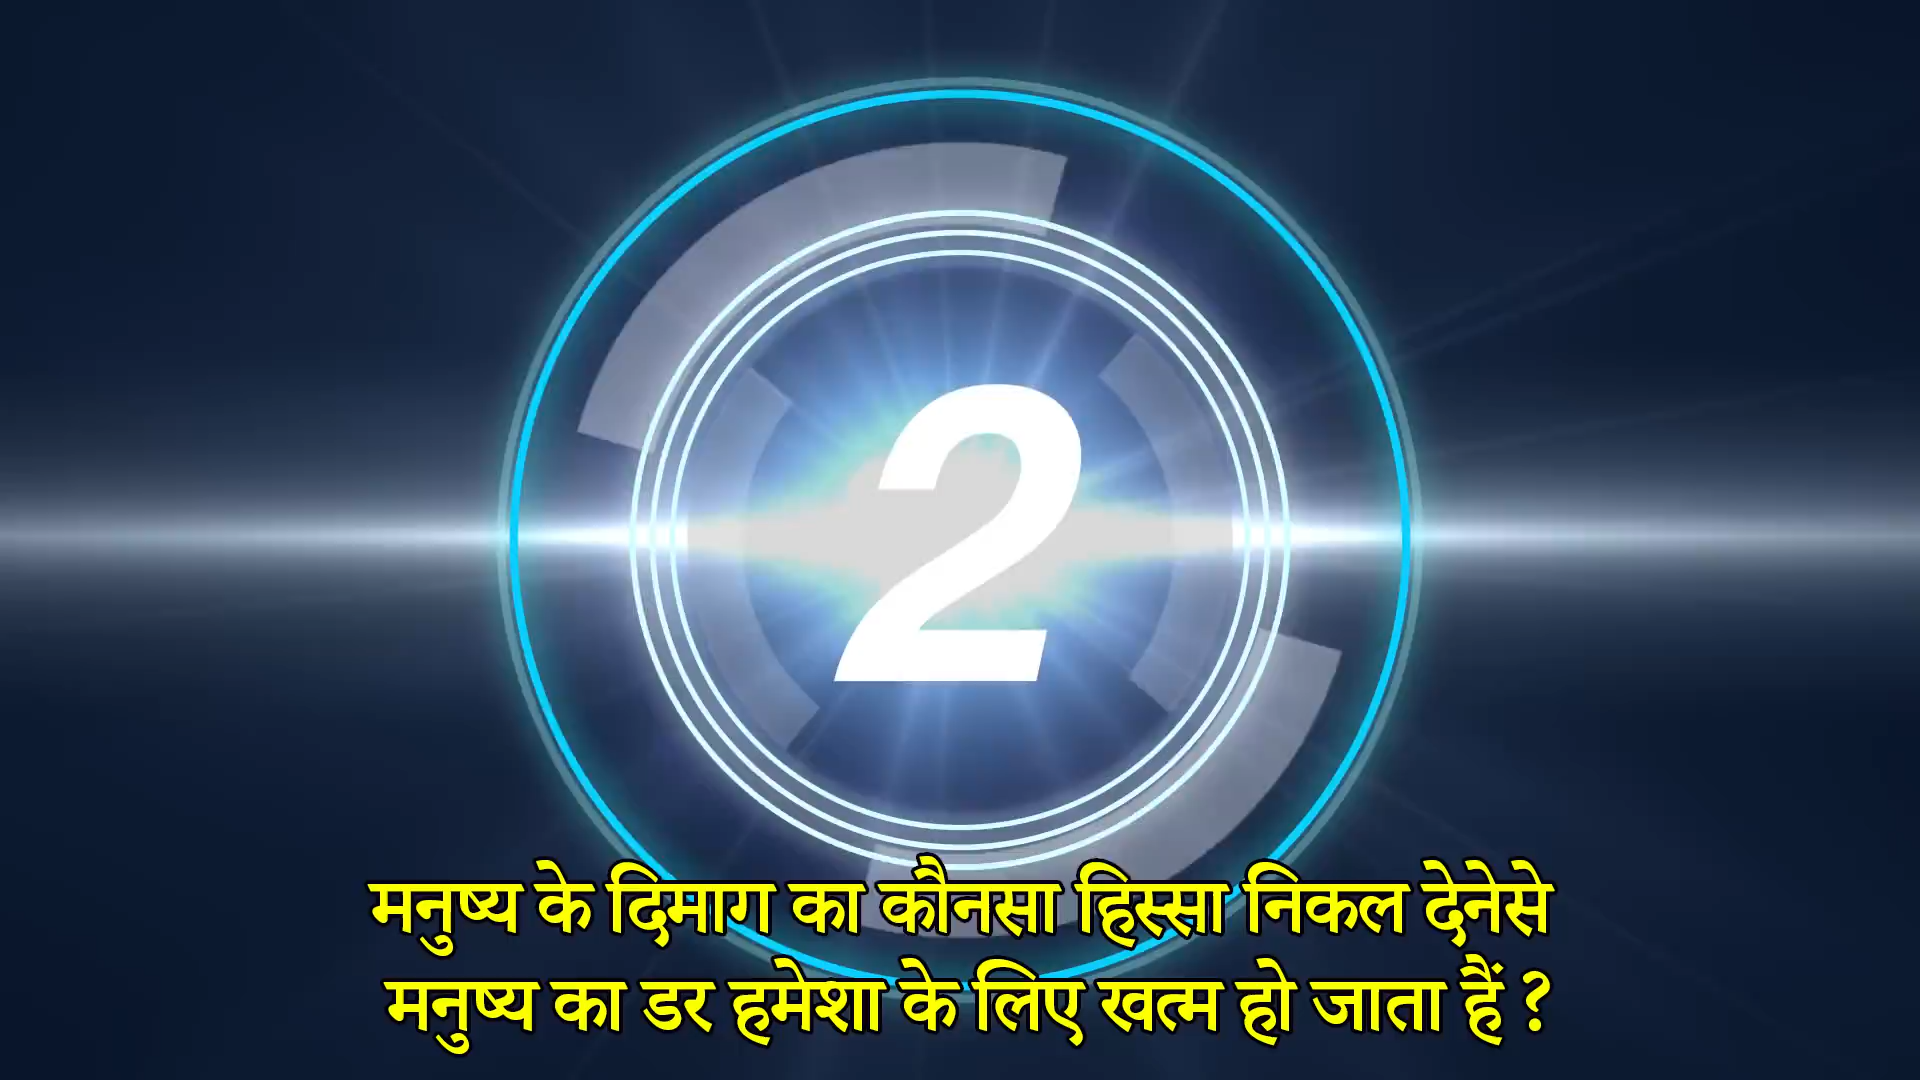 2
मनुष्य के दिमाग का कौनसा हिस्सा निकल देनेसे
मनुष्य का डर हमेशा के लिए खत्म हो जाता हैं ?